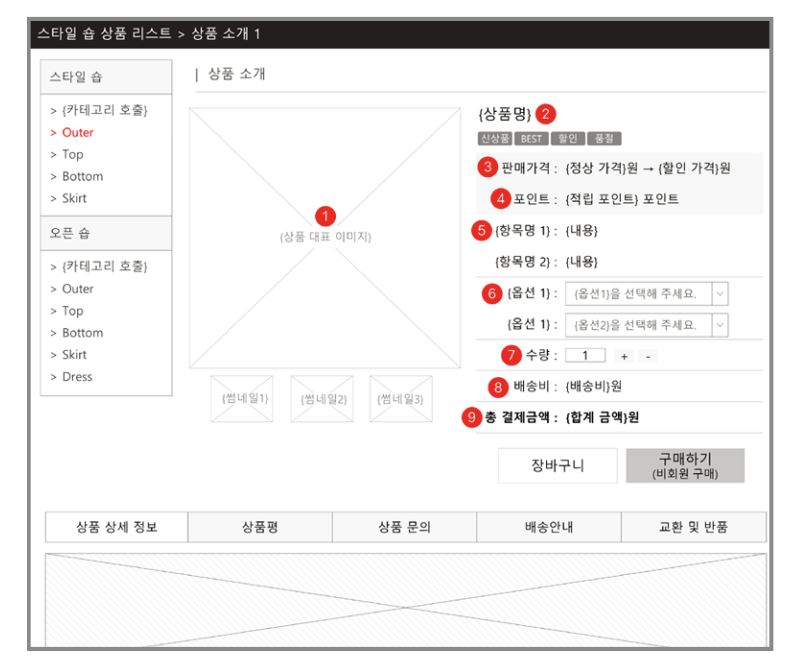 스타일 숍 상품 리스트 > 상품 소개 1
스타일 숍
> {카테고리 호출}
> Outer
> Top
> Bottom
> Skirt
오픈 숍
> {카테고리 호출}
> Outer
> Top
> Bottom
> Skirt
> Dress
| 상품 소개
1
{상품 대표 이미지}
{썸네일1} {썸네일2} {썸네일3}
{상품명} 2
신상품 BEST 할인 품절
3 판매가격 : {정상 가격}원 → {할인 가격}원
4 포인트 : {적립 포인트} 포인트
5 {항목명 1} : {내용}
{항목명 2} : {내용}
6 {옵션 1} : {옵션1}을 선택해 주세요.
{옵션 1} : {옵션2}을 선택해 주세요.
7 수량 : 1 + -
8 배송비 : {배송비}원
9 총 결제금액 : {합계 금액}원
장바구니
구매하기
(비회원 구매)
상품 상세 정보 상품평 상품 문의 배송안내 교환 및 반품